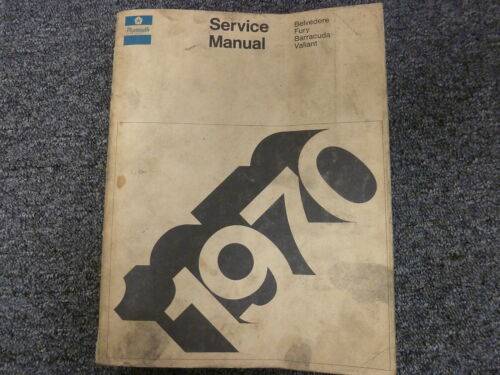 Plymouth
Service
Manual
Belvedere
Fury
Barracuda
Valiant
1970